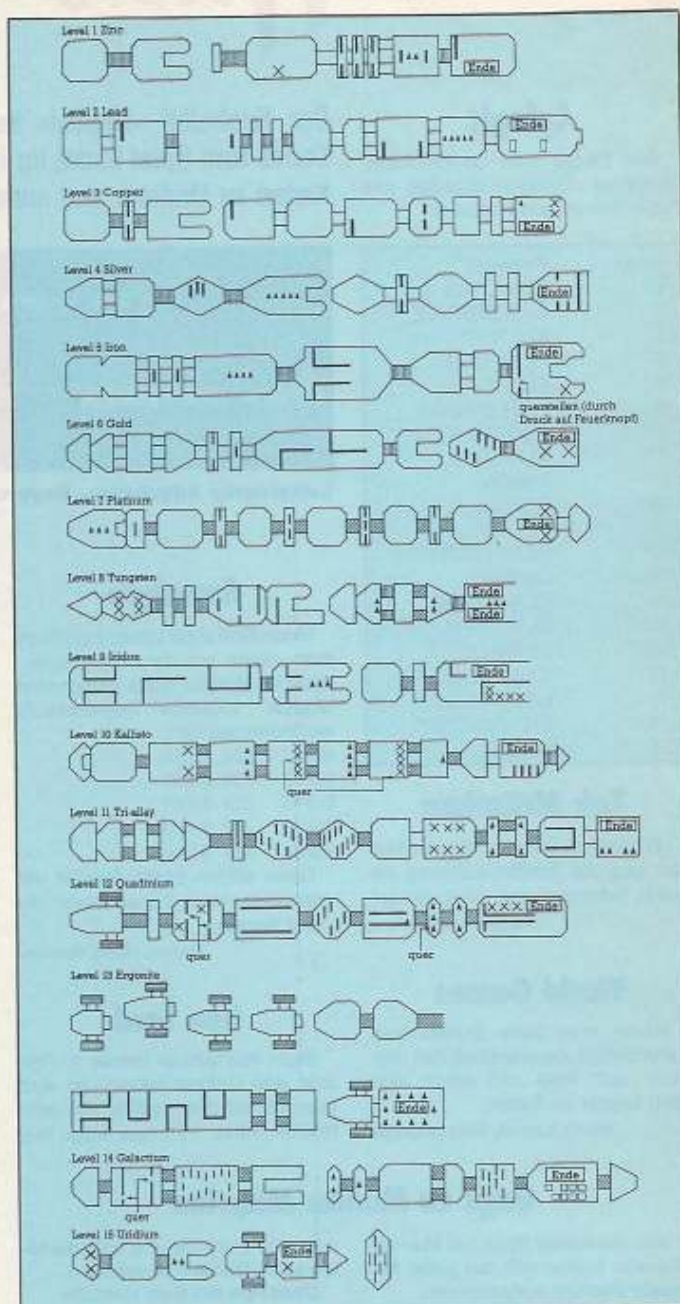 Level 1 Zinc
Ende
Level 2 Lead
Ende
Level 3 Copper
Ende
Level 4 Silver
Ende
Level 5 Iron
Ende
querstellen (durch
Druck auf Feuerknopf)
Level 6 Gold
Ende
Level 7 Platinum
Ende
Level 8 Tungsten
Ende
Ende
Level 9 Iridon
Ende
Level 10 Kallisto
Ende
quer
Level 11 Tri-alloy
Ende
Level 12 Quadmium
Ende
quer
quer
Level 13 Ergonite
Ende
Level 14 Galactium
Ende
quer
Level 15 Uridium
Ende